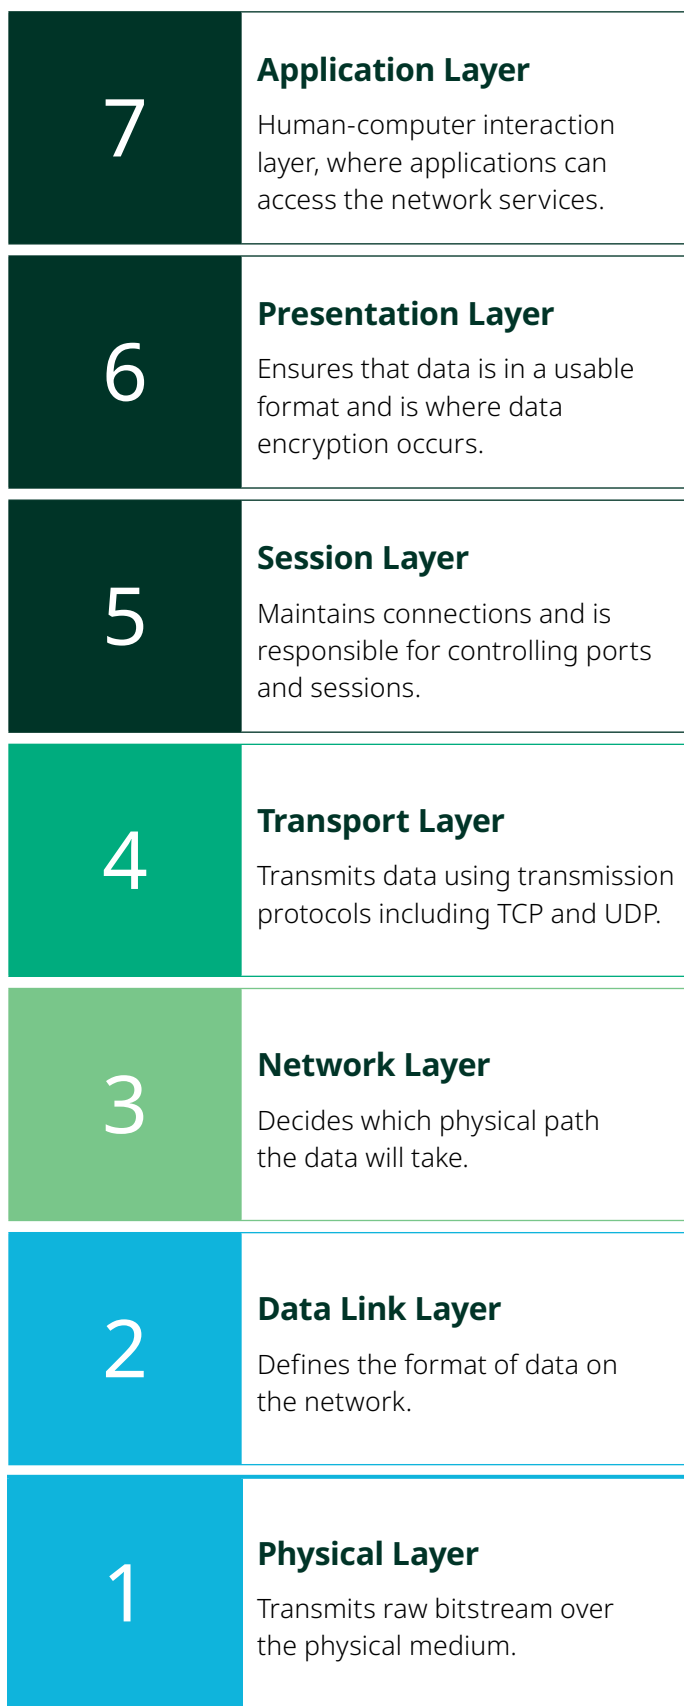 7
Application Layer
Human-computer interaction
layer, where applications can
access the network services.
6
Presentation Layer
Ensures that data is in a usable
format and is where data
encryption occurs.
5
Session Layer
Maintains connections and is
responsible for controlling ports
and sessions.
4
Transport Layer
Transmits data using transmission
protocols including TCP and UDP.
3
Network Layer
Decides which physical path
the data will take.
2
Data Link Layer
Defines the format of data on
the network.
1
Physical Layer
Transmits raw bitstream over
the physical medium.